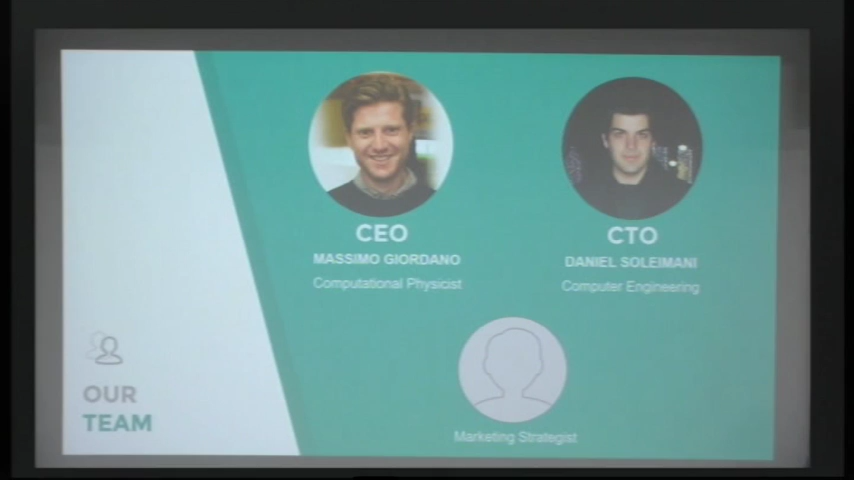 CEO
MASSIMO GIORDANO
Computational Physicist
CTO
DANIEL SOLEIMANI
Computer Engineering
Marketing Strategist
OUR
TEAM